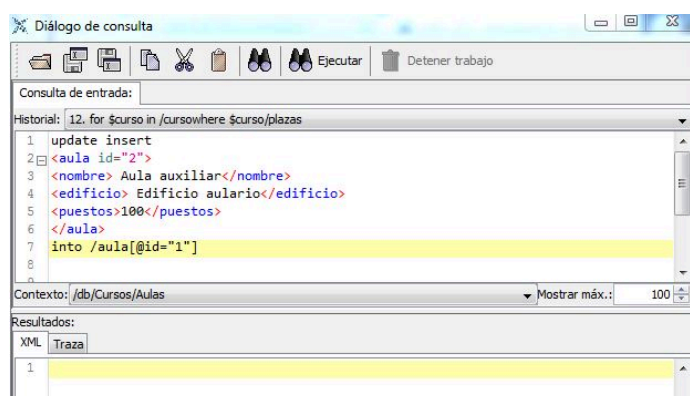 Diálogo de consulta
Ejecutar
Detener trabajo
Consulta de entrada:
Historial: 12. for $curso in /cursowhere $curso/plazas
1 update insert
2 <aula id="2">
3 <nombre> Aula auxiliar</nombre>
4 <edificio> Edificio aulario</edificio>
5 <puestos>100</puestos>
6 </aula>
7 into /aula[@id="1"]
8
Contexto: /db/Cursos/Aulas Mostrar máx.: 100
Resultados:
XML Traza
1